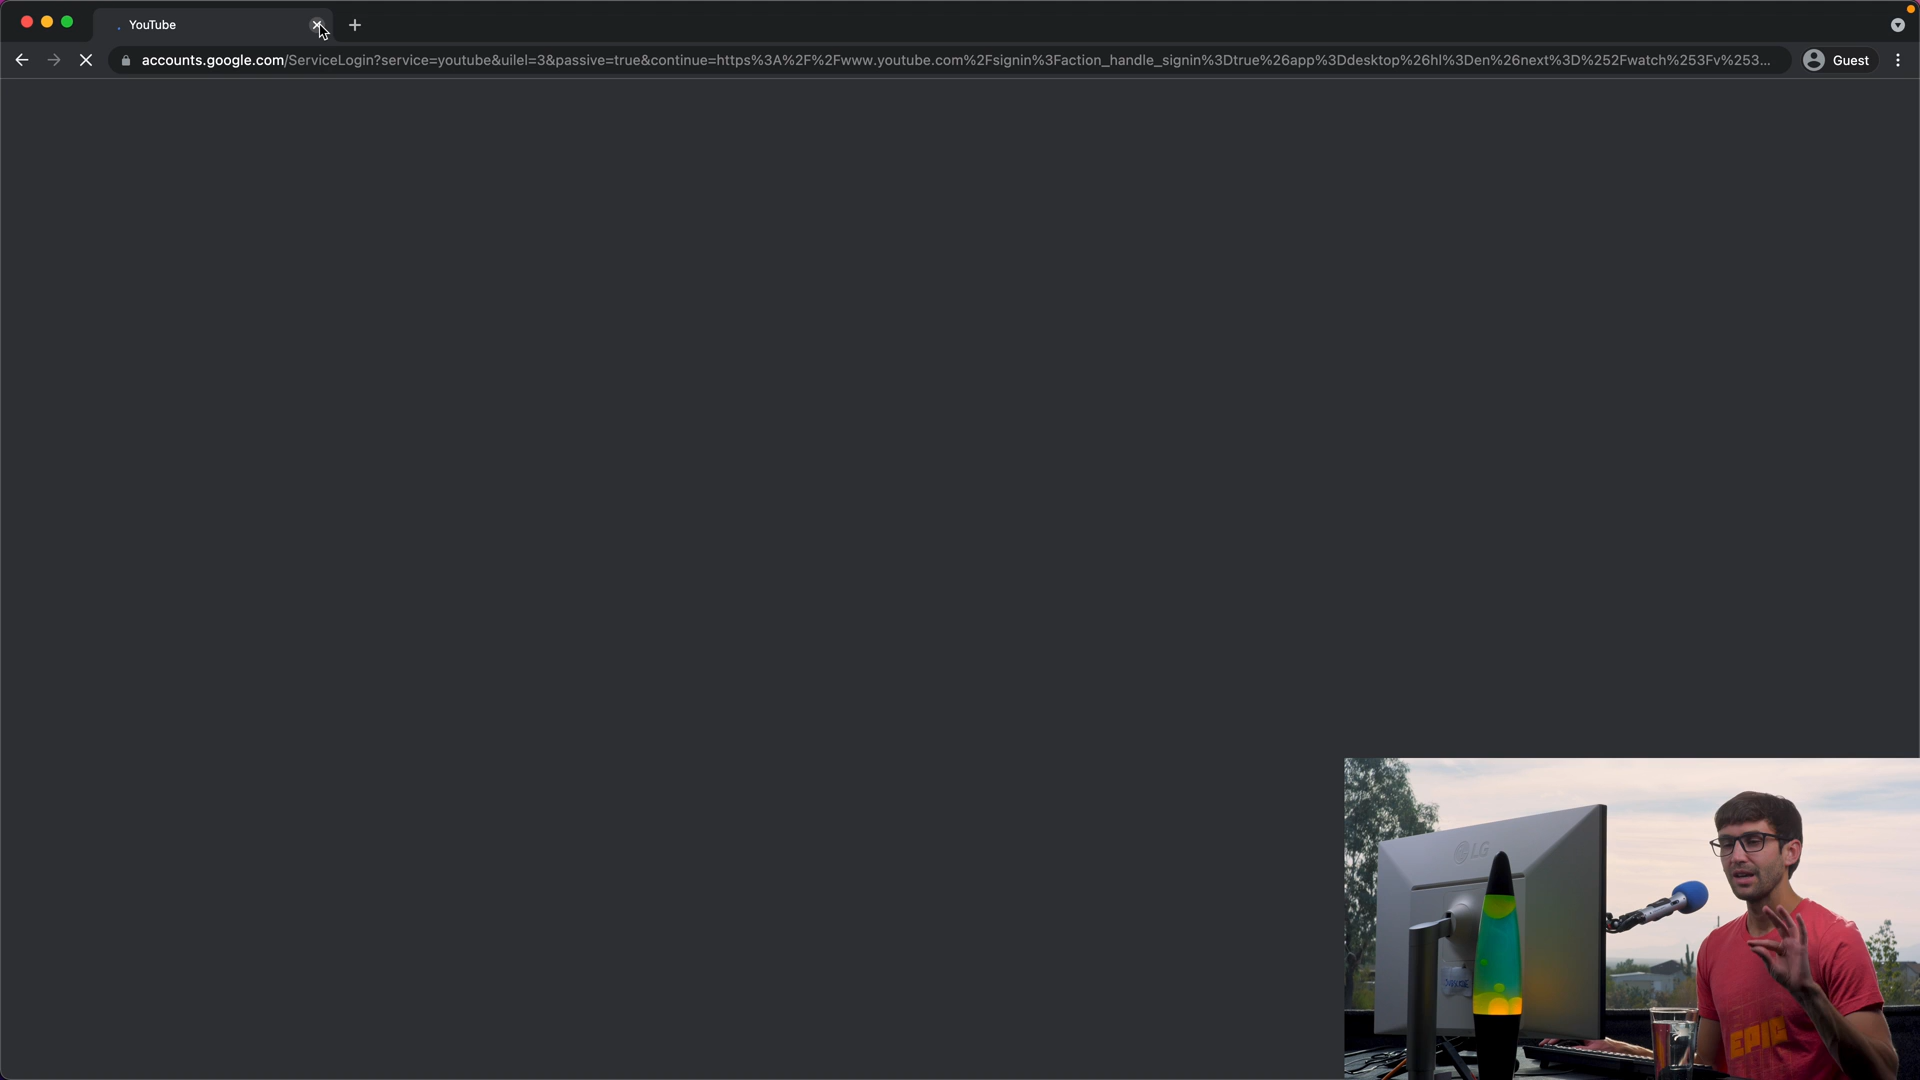 YouTube
accounts.google.com/ServiceLogin?service=youtube&uilel=3&passive=true&continue=https%3A%2F%2Fwww.youtube.com%2Fsignin%3Faction_handle_signin%3Dtrue%26app%3Ddesktop%26hl%3Den%26next%3D%252Fwatch%253Fv%253...
Guest
LG
EPIC